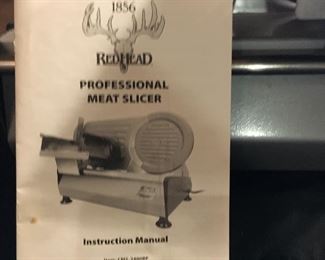 1856
REDHEAD
PROFESSIONAL
MEAT SLICER
Instruction Manual